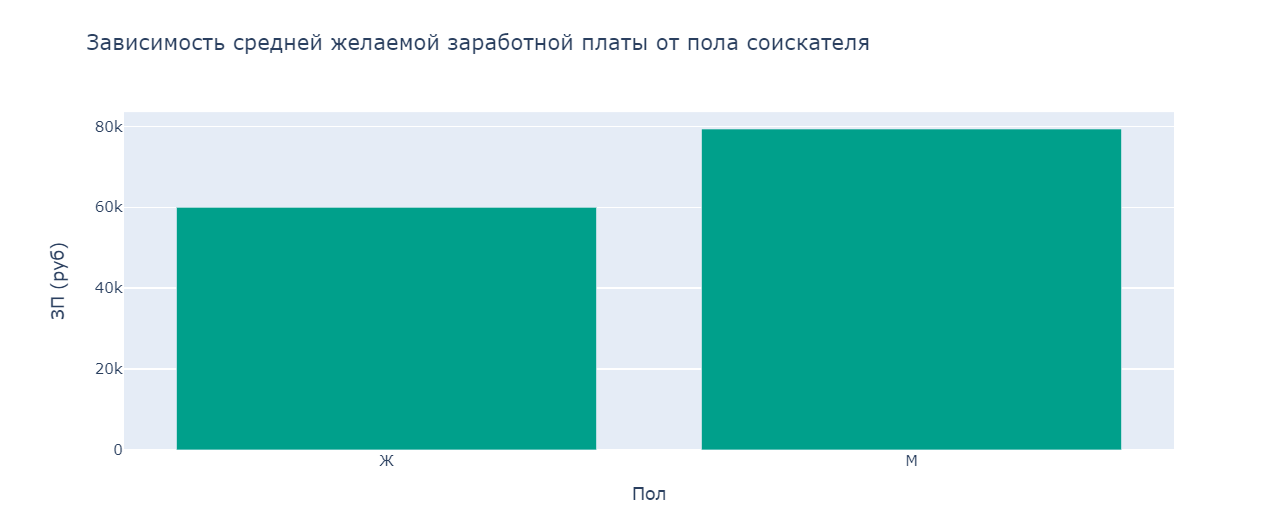 Зависимость средней желаемой заработной платы от пола соискателя
80k
60k
40k
20k
0
ЗП (руб)
Ж
М
Пол